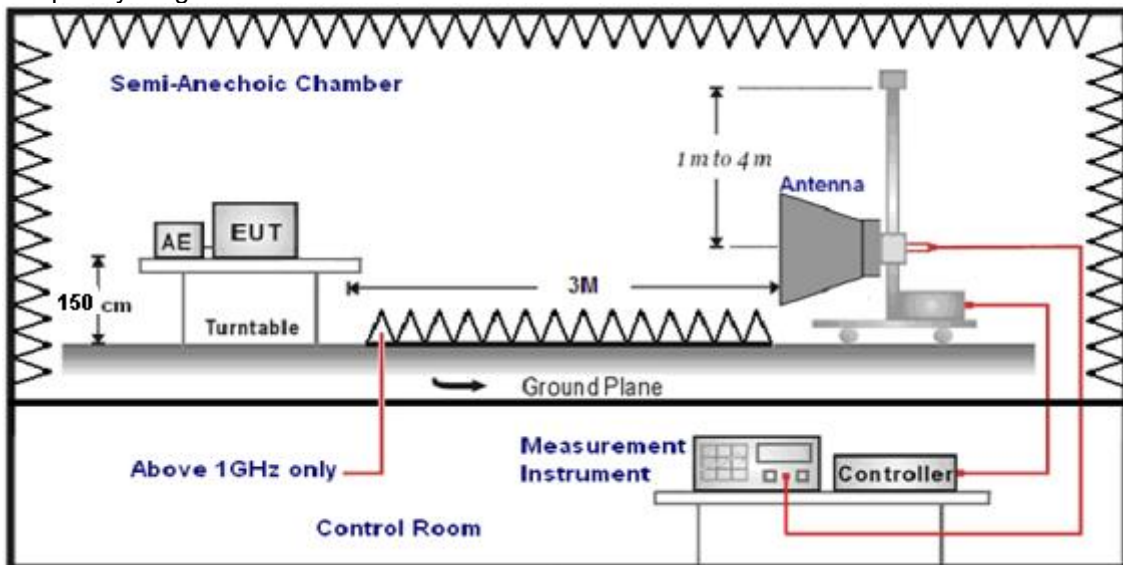 Semi-Anechoic Chamber
1 m to 4 m
Antenna
AE
EUT
3M
150 cm
Turntable
Ground Plane
Above 1GHz only
Measurement
Instrument
Controller
Control Room